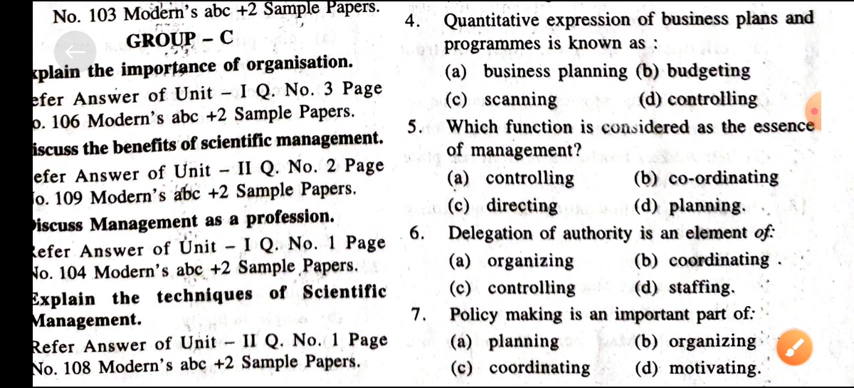 No. 103 Modern's abc +2 Sample Papers.
GROUP – C
xplain the importance of organisation.
efer Answer of Unit – I Q. No. 3 Page
o. 106 Modern's abc +2 Sample Papers.
iscuss the benefits of scientific management.
efer Answer of Unit – II Q. No. 2 Page
o. 109 Modern's abc +2 Sample Papers.
iscuss Management as a profession.
Refer Answer of Unit – I Q. No. 1 Page
No. 104 Modern's abc +2 Sample Papers.
Explain the techniques of Scientific
Management.
Refer Answer of Unit – II Q. No. 1 Page
No. 108 Modern's abc +2 Sample Papers.
4. Quantitative expression of business plans and
programmes is known as :
(a) business planning (b) budgeting
(c) scanning (d) controlling
5. Which function is considered as the essence
of management?
(a) controlling (b) co-ordinating
(c) directing (d) planning.
6. Delegation of authority is an element of:
(a) organizing (b) coordinating .
(c) controlling (d) staffing.
7. Policy making is an important part of:
(a) planning (b) organizing
(c) coordinating (d) motivating.